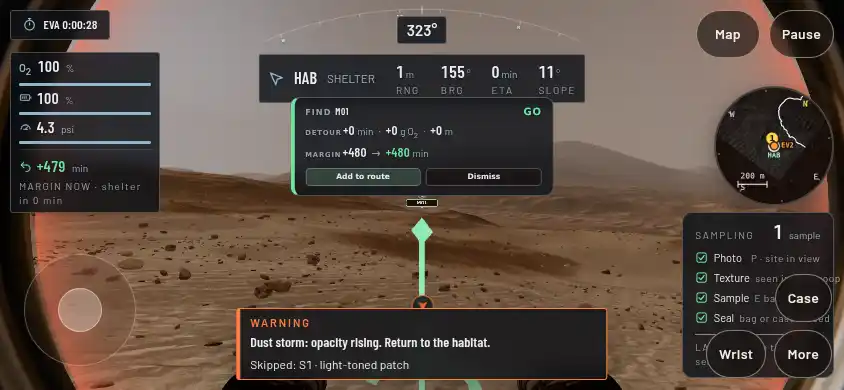 EVA 0:00:28
323°
Map
Pause
O₂ 100 %
100 %
4.3 psi
+479 min
MARGIN NOW · shelter
in 0 min
HAB SHELTER
1 m 155° 0 min 11°
RNG BRG ETA SLOPE
FIND M01 GO
DETOUR +0 min · +0 g O₂ · +0 m
MARGIN +480 → +480 min
Add to route
Dismiss
M01
W
N
1
EV2
HAB
200 m
S
E
SAMPLING 1 sample
Photo P · site in view
Texture seen in
Sample E ba
Seal bag or
Case
Wrist
More
WARNING
Dust storm: opacity rising. Return to the habitat.
Skipped: S1 · light-toned patch